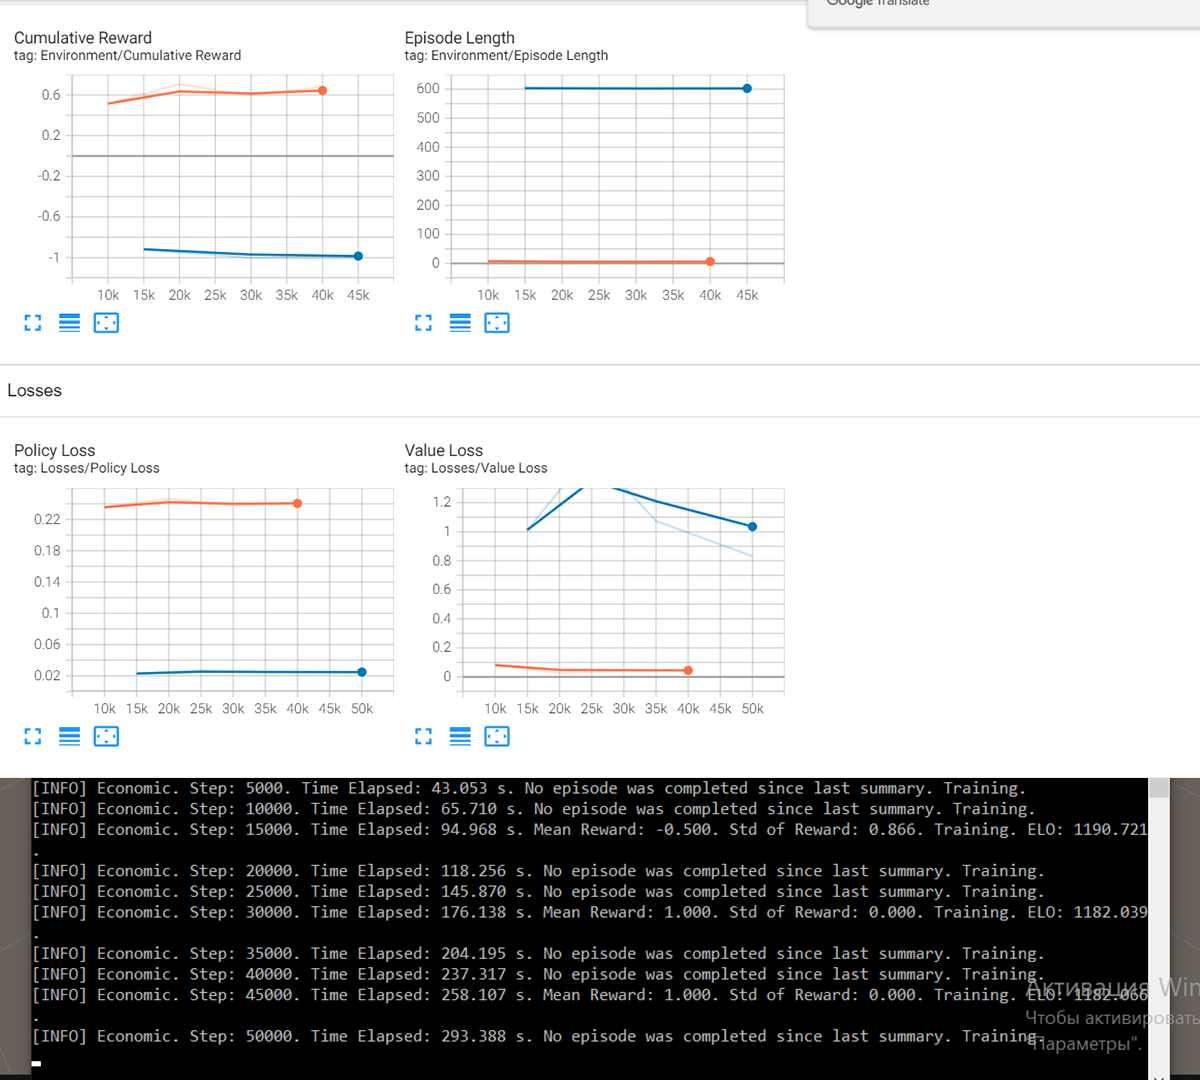 Google Translate
Cumulative Reward
tag: Environment/Cumulative Reward
0.6
0.2
-0.2
-0.6
-1
10k 15k 20k 25k 30k 35k 40k 45k
Episode Length
tag: Environment/Episode Length
600
500
400
300
200
100
0
10k 15k 20k 25k 30k 35k 40k 45k
Losses
Policy Loss
tag: Losses/Policy Loss
0.22
0.18
0.14
0.1
0.06
0.02
10k 15k 20k 25k 30k 35k 40k 45k 50k
Value Loss
tag: Losses/Value Loss
1.2
1
0.8
0.6
0.4
0.2
0
10k 15k 20k 25k 30k 35k 40k 45k 50k
[INFO] Economic. Step: 5000. Time Elapsed: 43.053 s. No episode was completed since last summary. Training.
[INFO] Economic. Step: 10000. Time Elapsed: 65.710 s. No episode was completed since last summary. Training.
[INFO] Economic. Step: 15000. Time Elapsed: 94.968 s. Mean Reward: -0.500. Std of Reward: 0.866. Training. ELO: 1190.721
.
[INFO] Economic. Step: 20000. Time Elapsed: 118.256 s. No episode was completed since last summary. Training.
[INFO] Economic. Step: 25000. Time Elapsed: 145.870 s. No episode was completed since last summary. Training.
[INFO] Economic. Step: 30000. Time Elapsed: 176.138 s. Mean Reward: 1.000. Std of Reward: 0.000. Training. ELO: 1182.039
.
[INFO] Economic. Step: 35000. Time Elapsed: 204.195 s. No episode was completed since last summary. Training.
[INFO] Economic. Step: 40000. Time Elapsed: 237.317 s. No episode was completed since last summary. Training.
[INFO] Economic. Step: 45000. Time Elapsed: 258.107 s. Mean Reward: 1.000. Std of Reward: 0.000. Training. ELO: 1182.066
.
[INFO] Economic. Step: 50000. Time Elapsed: 293.388 s. No episode was completed since last summary. Training.
Активация Win
Чтобы активировать
"Параметры".